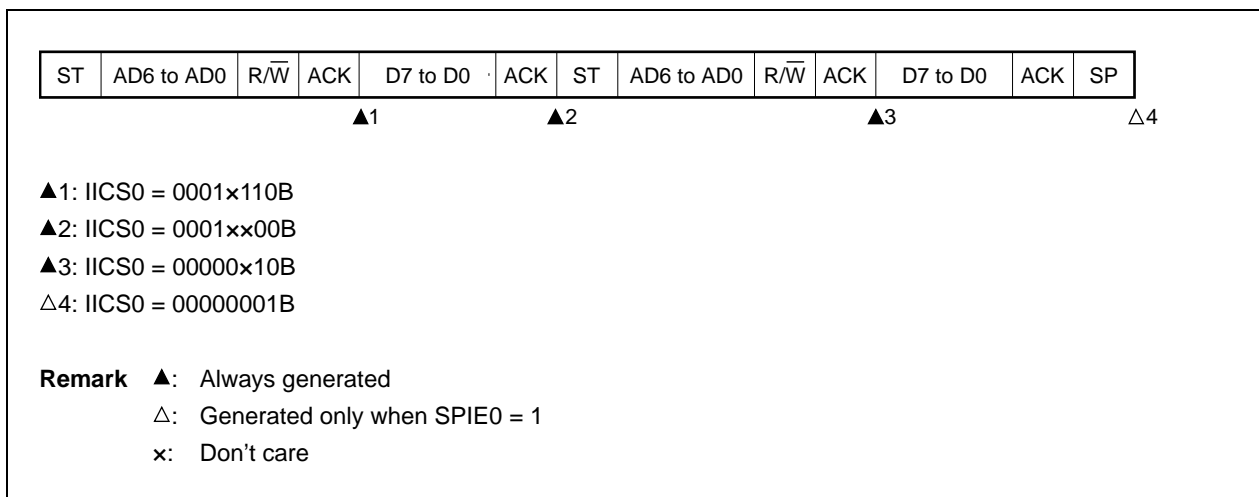 ST AD6 to AD0 R/W̅ ACK D7 to D0 ACK ST AD6 to AD0 R/W̅ ACK D7 to D0 ACK SP
▲1 ▲2 ▲3 △4
▲1: IICS0 = 0001×110B
▲2: IICS0 = 0001××00B
▲3: IICS0 = 00000×10B
△4: IICS0 = 00000001B
Remark ▲: Always generated
△: Generated only when SPIE0 = 1
×: Don't care